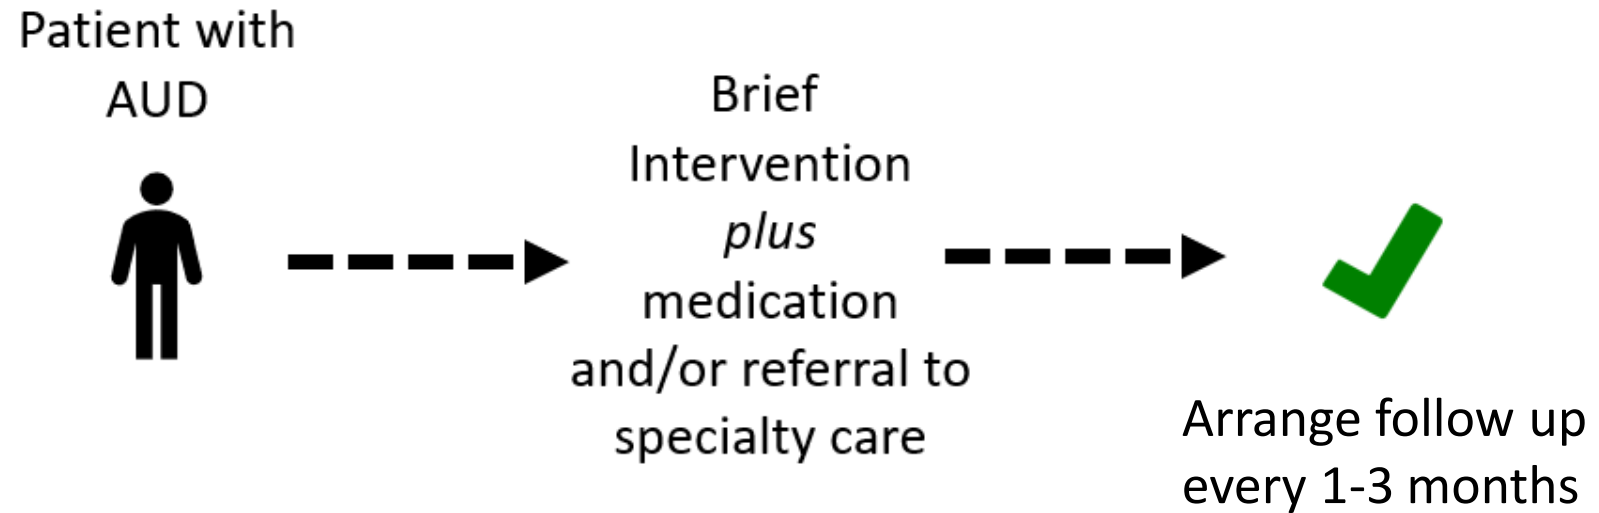 Patient with
AUD
Brief
Intervention
plus
medication
and/or referral to
specialty care
Arrange follow up
every 1-3 months